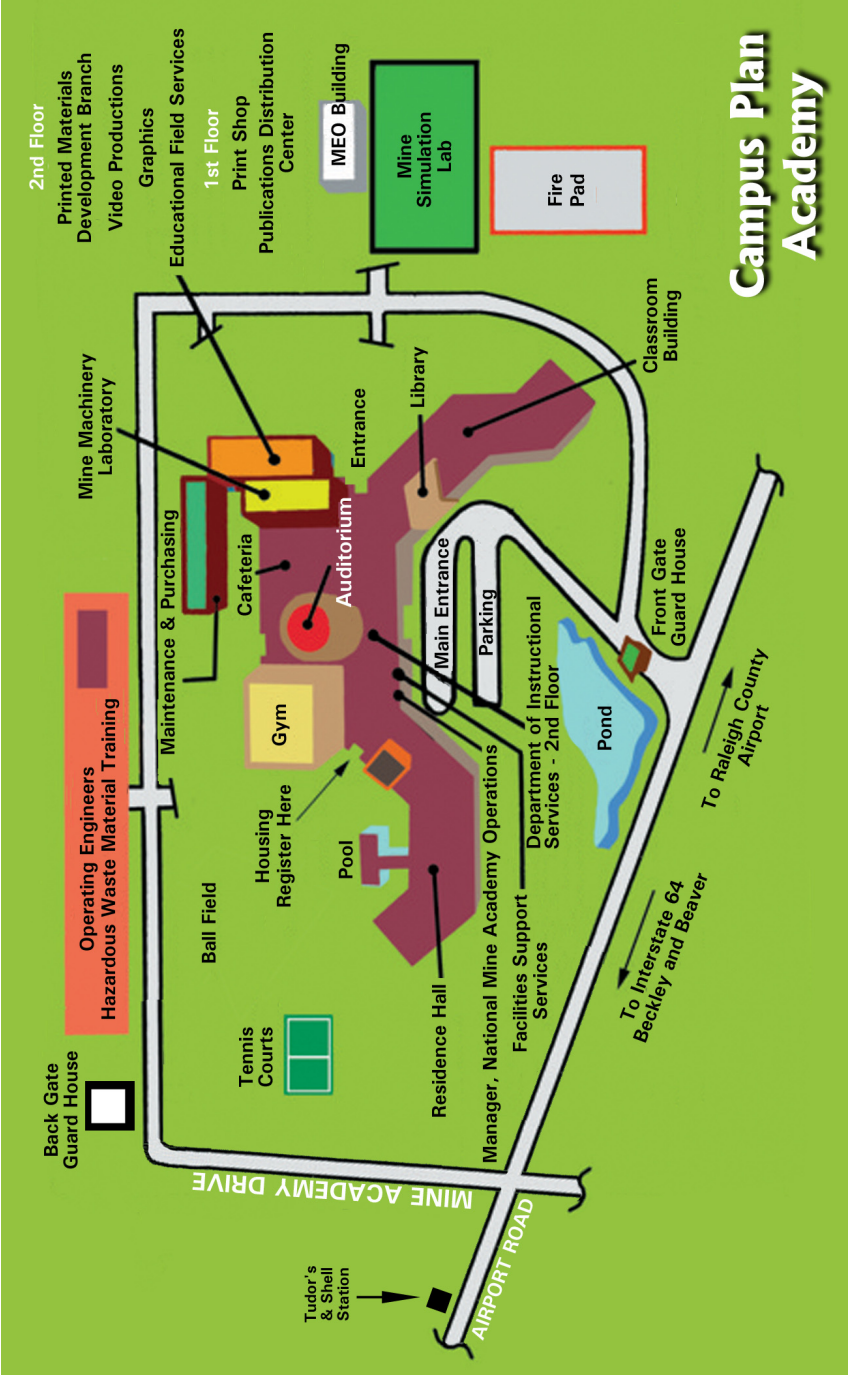 Campus Plan
Academy
2nd Floor
Printed Materials
Development Branch
Video Productions
Graphics
Educational Field Services
1st Floor
Print Shop
Publications Distribution
Center
MEO Building
Mine
Simulation
Lab
Fire
Pad
Mine Machinery
Laboratory
Entrance
Library
Classroom
Building
Maintenance & Purchasing
Cafeteria
Auditorium
Main Entrance
Parking
Front Gate
Guard House
Operating Engineers
Hazardous Waste Material Training
Gym
Housing
Register Here
Pool
Ball Field
Department of Instructional
Services - 2nd Floor
Pond
To Raleigh County
Airport
Manager, National Mine Academy Operations
Facilities Support
Services
To Interstate 64
Beckley and Beaver
Residence Hall
Tennis
Courts
Back Gate
Guard House
MINE ACADEMY DRIVE
AIRPORT ROAD
Tudor's
& Shell
Station